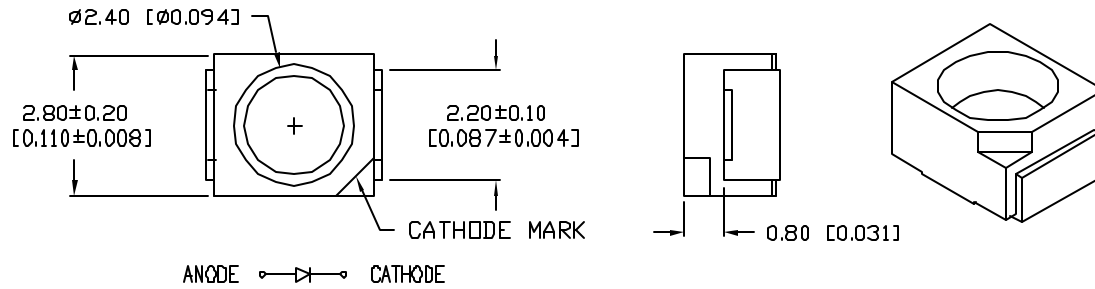 ø2.40 [ø0.094]
2.80±0.20
[0.110±0.008]
2.20±0.10
[0.087±0.004]
CATHODE MARK
0.80 [0.031]
ANODE CATHODE